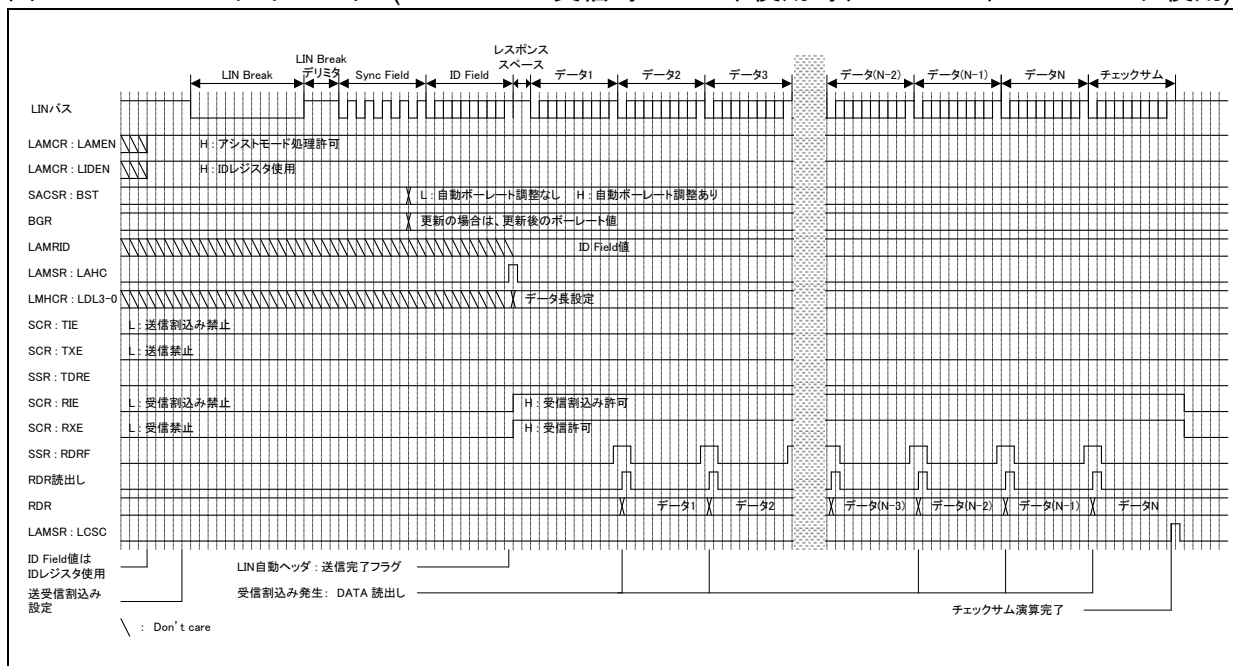 レスポンス
スペース
LIN Break
デリミタ
LIN Break
Sync Field
ID Field
データ1
データ2
データ3
データ(N-2)
データ(N-1)
データN
チェックサム
LINバス
LAMCR : LAMEN
H : アシストモード処理許可
LAMCR : LIDEN
H : IDレジスタ使用
SACSR : BST
L : 自動ボーレート調整なし H : 自動ボーレート調整あり
BGR
更新の場合は、更新後のボーレート値
LAMRID
ID Field値
LAMSR : LAHC
LMHCR : LDL3-0
データ長設定
SCR : TIE
L : 送信割込み禁止
SCR : TXE
L : 送信禁止
SSR : TDRE
SCR : RIE
L : 受信割込み禁止
H : 受信割込み許可
SCR : RXE
L : 受信禁止
H : 受信許可
SSR : RDRF
RDR読出し
RDR
データ1
データ2
データ(N-3)
データ(N-2)
データ(N-1)
データN
LAMSR : LCSC
ID Field値は
IDレジスタ使用
LIN自動ヘッダ : 送信完了フラグ
送受信割込み
設定
受信割込み発生 : DATA 読出し
チェックサム演算完了
\ : Don't care